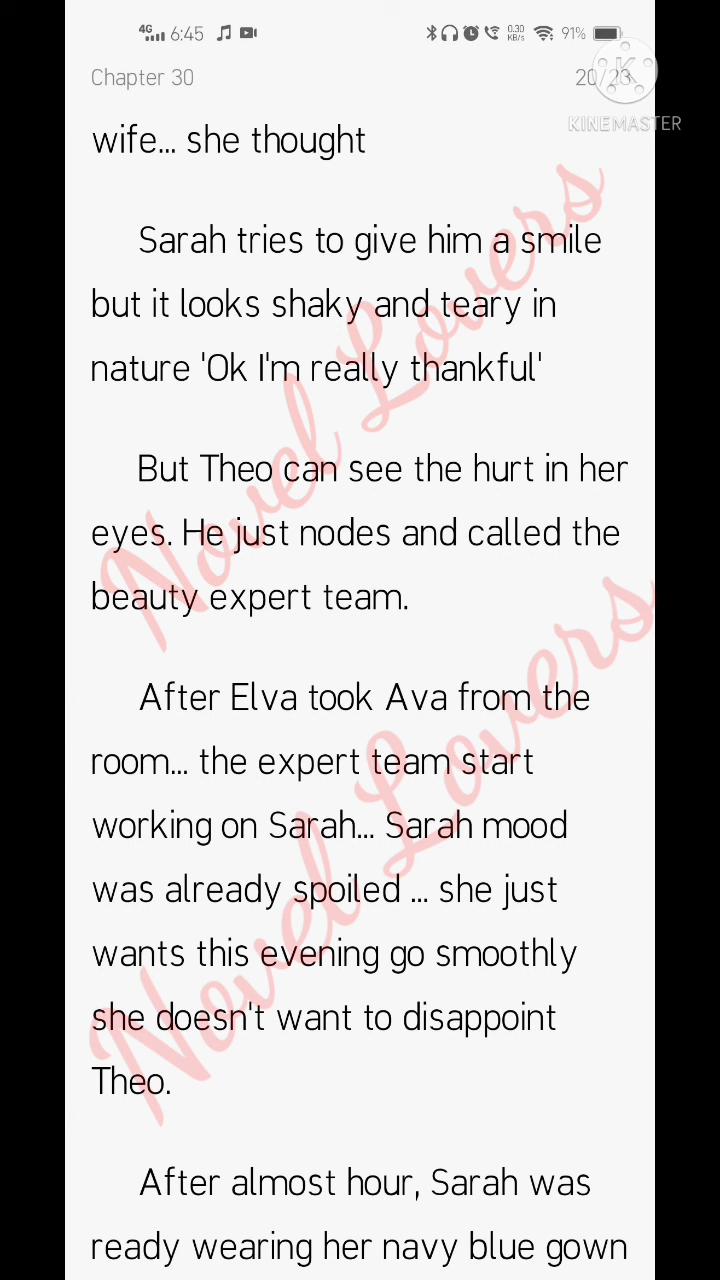 4G 6:45 0.30 KB/s 91%
Chapter 30 20/23
KINEMASTER
wife... she thought
Sarah tries to give him a smile
but it looks shaky and teary in
nature 'Ok I'm really thankful'
But Theo can see the hurt in her
eyes. He just nodes and called the
beauty expert team.
After Elva took Ava from the
room... the expert team start
working on Sarah... Sarah mood
was already spoiled ... she just
wants this evening go smoothly
she doesn't want to disappoint
Theo.
After almost hour, Sarah was
ready wearing her navy blue gown
Novel Lovers
Novel Lovers